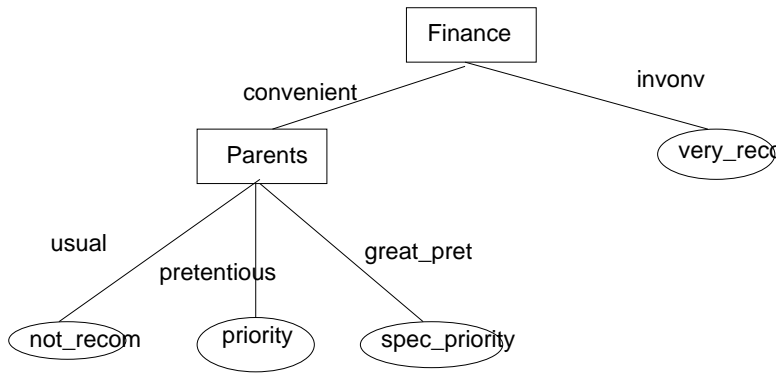 Finance
convenient
invonv
Parents
very_reco
usual
pretentious
great_pret
not_recom
priority
spec_priority